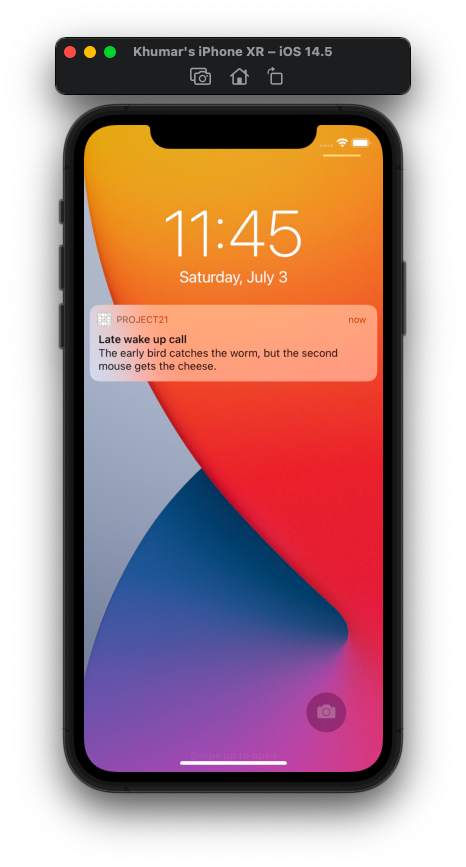 Khumar's iPhone XR – iOS 14.5
11:45
Saturday, July 3
PROJECT21 now
Late wake up call
The early bird catches the worm, but the second
mouse gets the cheese.